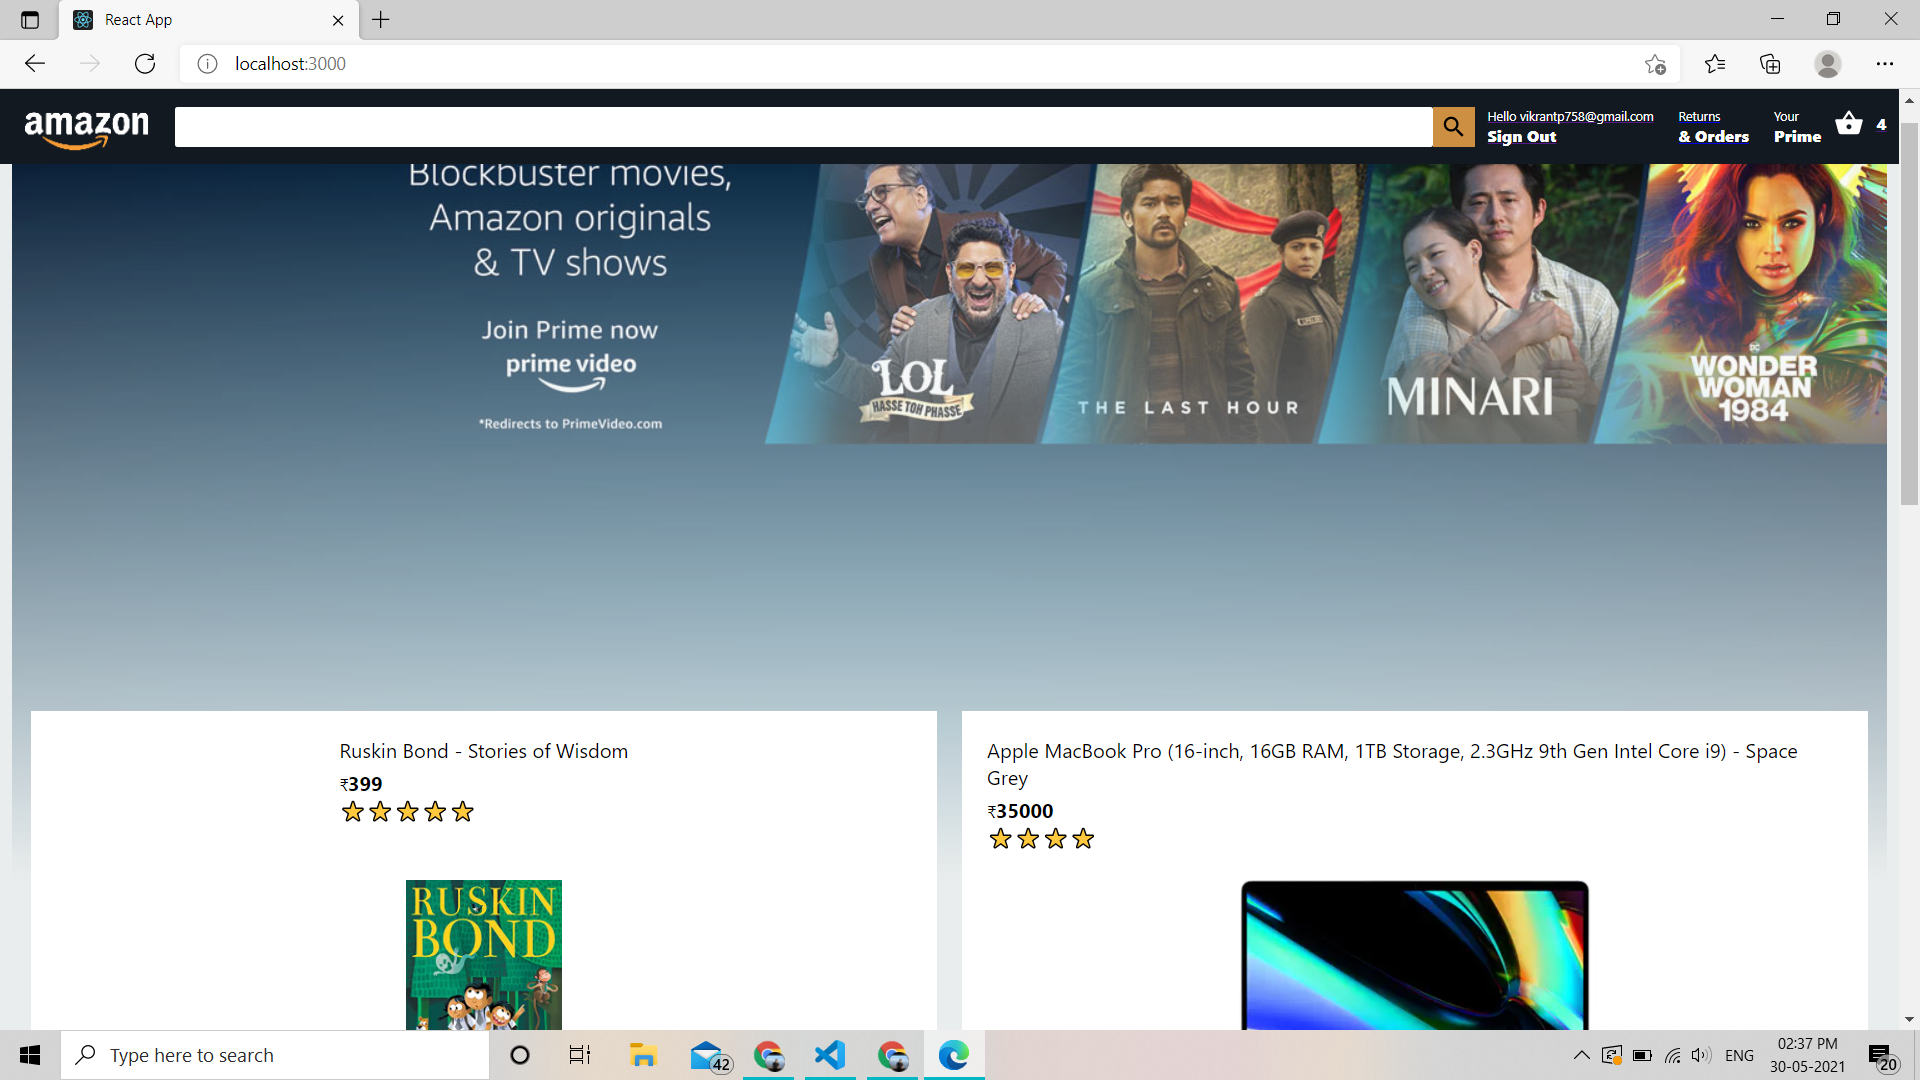 React App
localhost:3000
amazon
Hello vikrantp758@gmail.com
Sign Out
Returns
& Orders
Your
Prime
4
Blockbuster movies,
Amazon originals
& TV shows
Join Prime now
prime video
*Redirects to PrimeVideo.com
LOL
HASSE TOH PHASSE
THE LAST HOUR
MINARI
DC
WONDER
WOMAN
1984
Ruskin Bond - Stories of Wisdom
₹399
Apple MacBook Pro (16-inch, 16GB RAM, 1TB Storage, 2.3GHz 9th Gen Intel Core i9) - Space
Grey
₹35000
RUSKIN
BOND
Type here to search
42
ENG
02:37 PM
30-05-2021
20